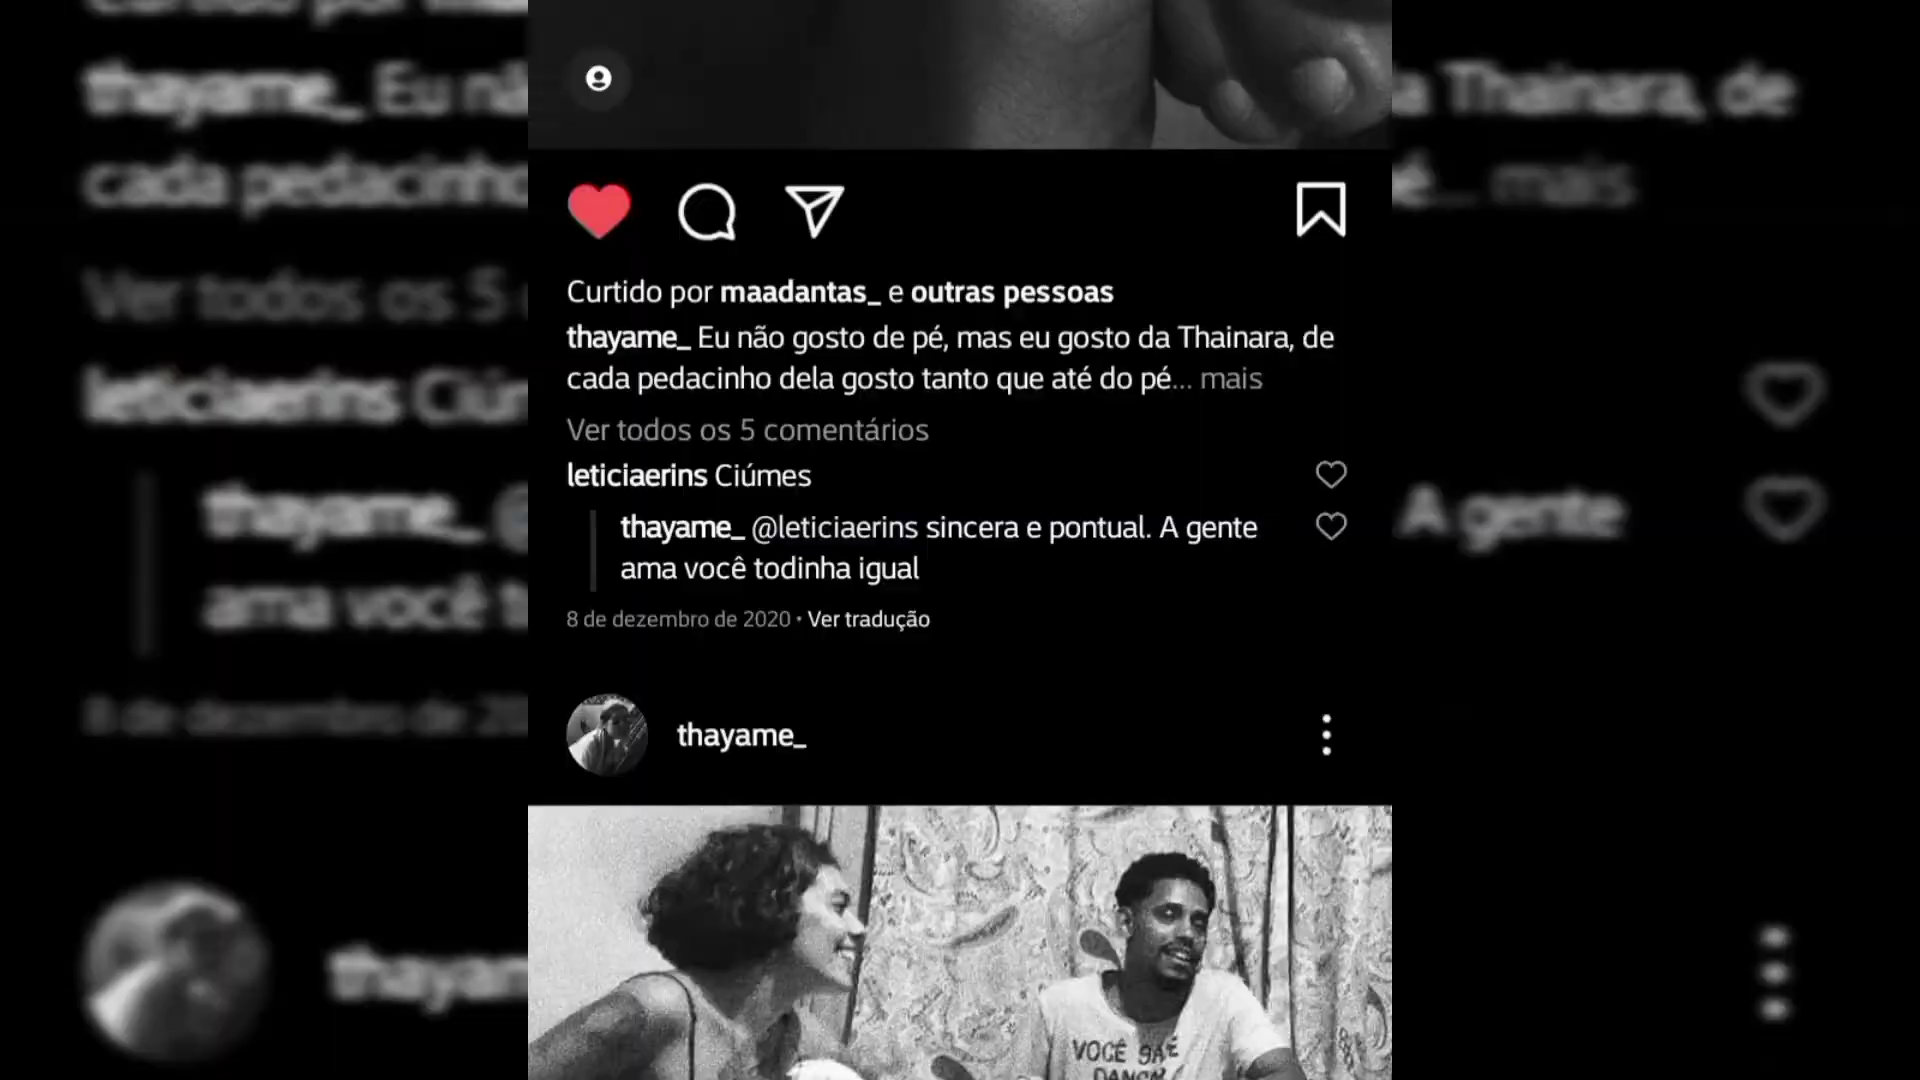 Curtido por maadantas_ e outras pessoas
thayame_ Eu não gosto de pé, mas eu gosto da Thainara, de
cada pedacinho dela gosto tanto que até do pé... mais
Ver todos os 5 comentários
leticiaerins Ciúmes
thayame_ @leticiaerins sincera e pontual. A gente
ama você todinha igual
8 de dezembro de 2020 • Ver tradução
thayame_
VOCÊ